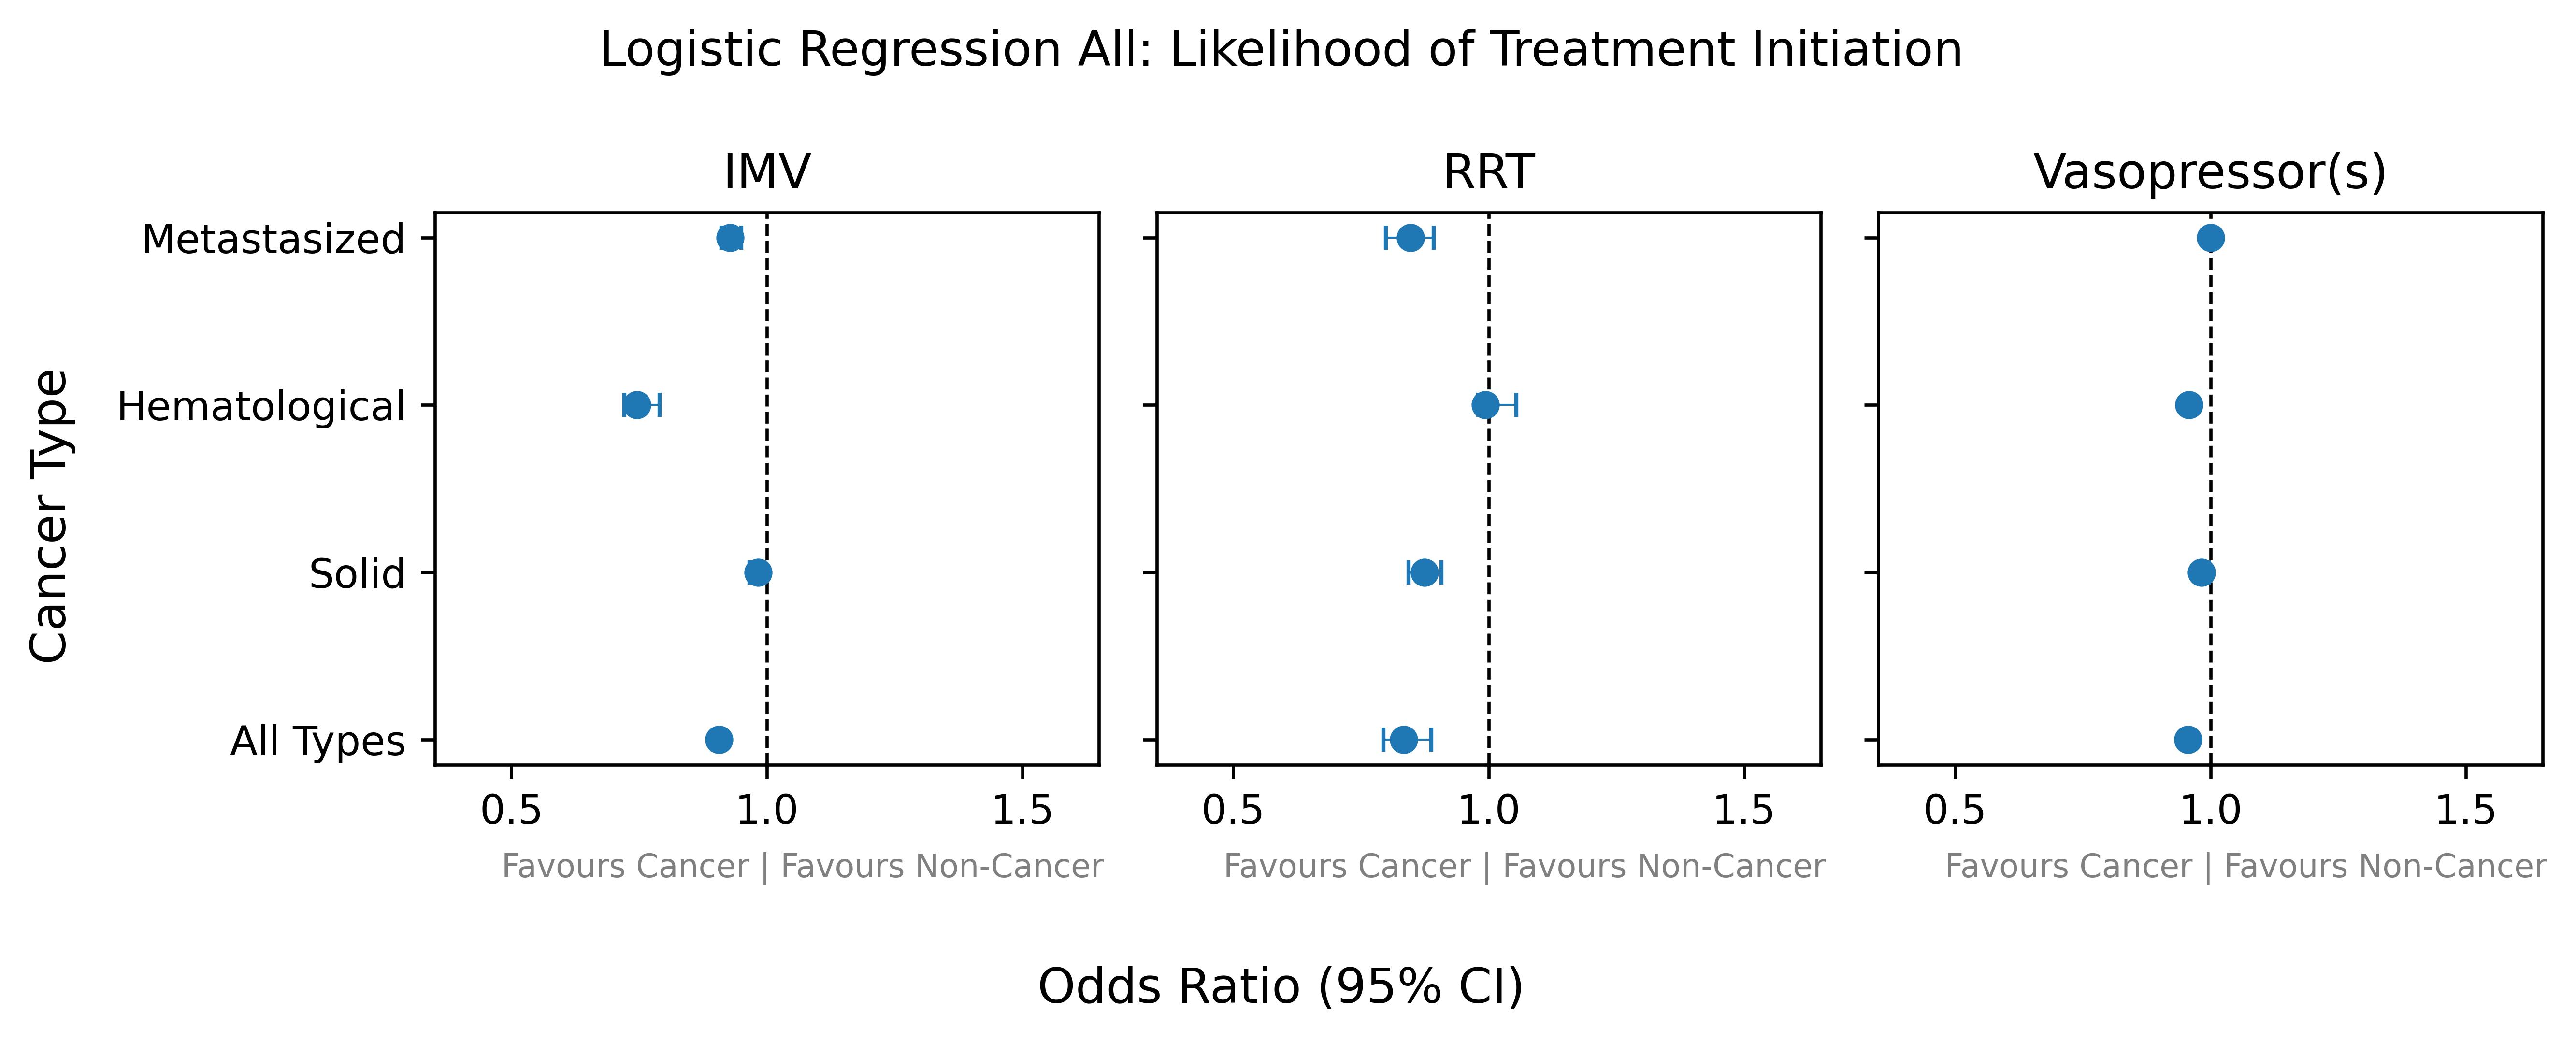 Logistic Regression All: Likelihood of Treatment Initiation
IMV
RRT
Vasopressor(s)
Cancer Type
Metastasized
Hematological
Solid
All Types
0.5 1.0 1.5
0.5 1.0 1.5
0.5 1.0 1.5
Favours Cancer | Favours Non-Cancer
Favours Cancer | Favours Non-Cancer
Favours Cancer | Favours Non-Cancer
Odds Ratio (95% CI)